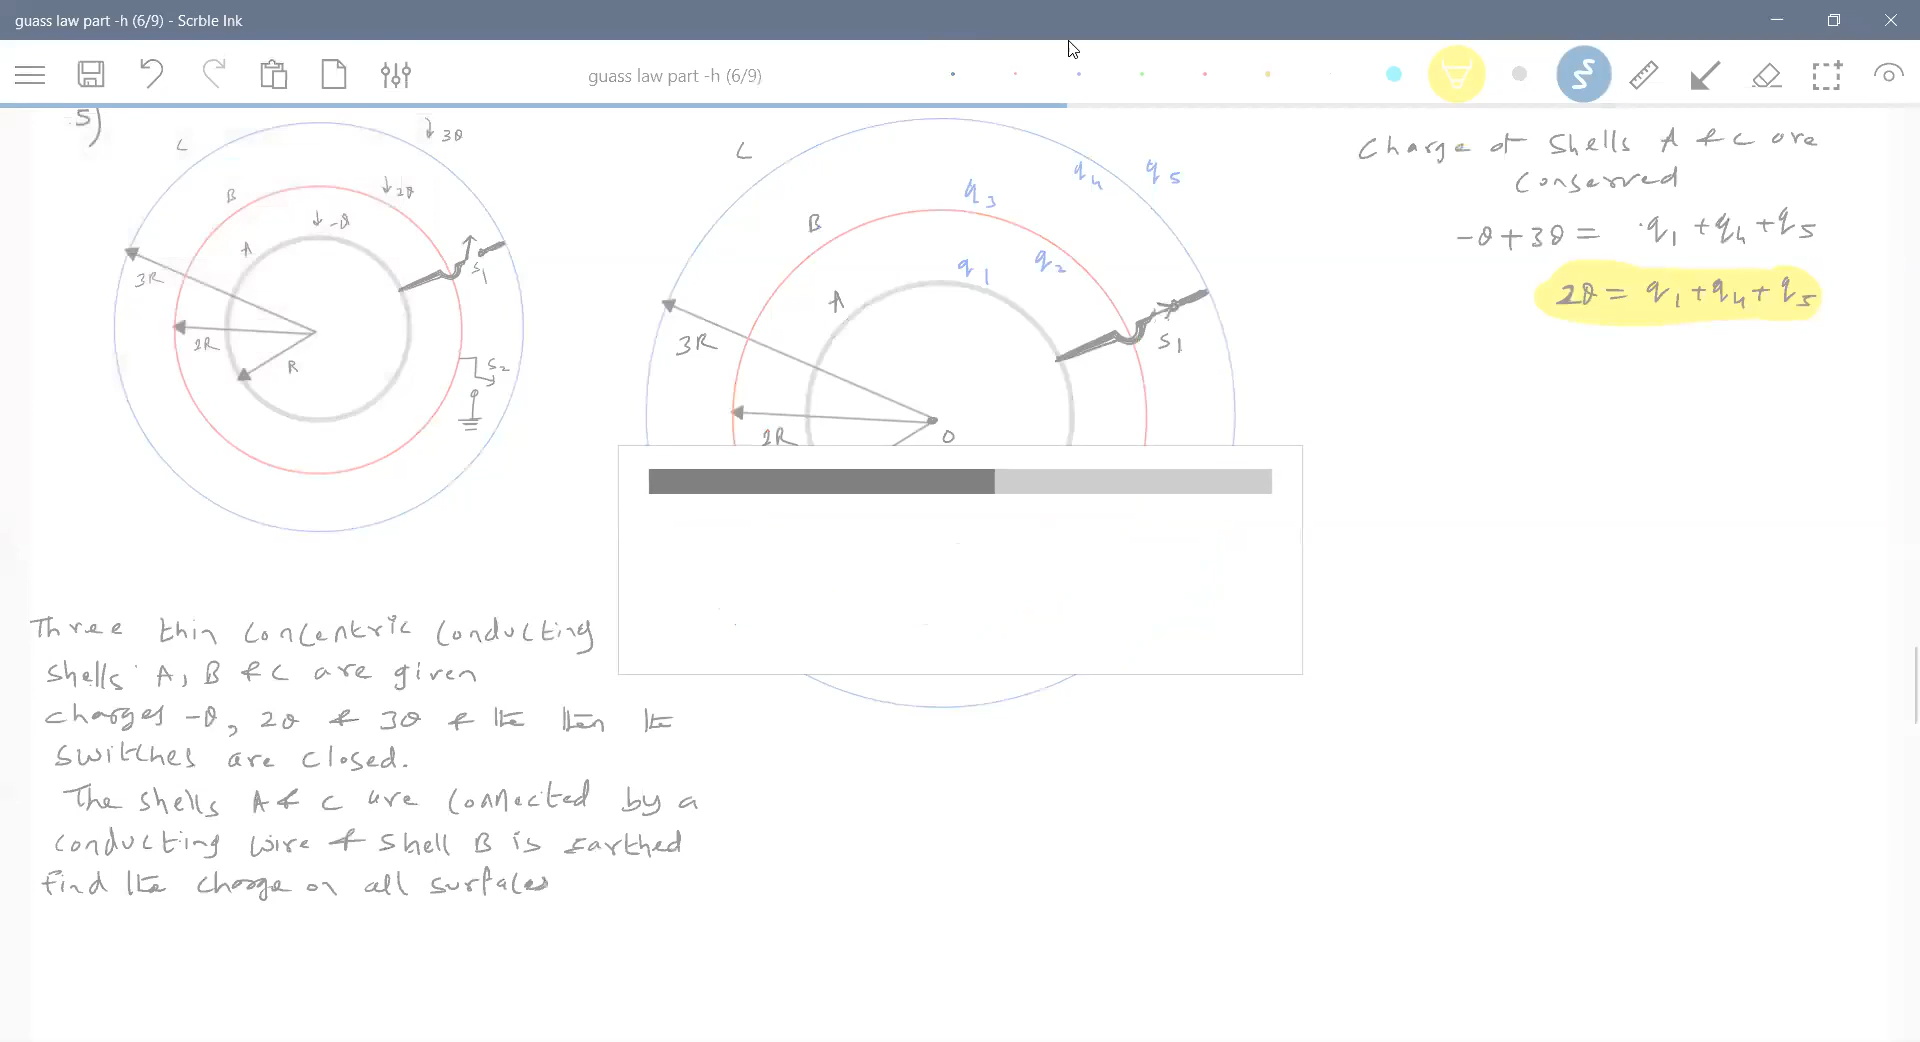 guass law part -h (6/9) - Scrble Ink
guass law part -h (6/9)
5)
C
B
A
↓3Q
↓2Q
↓-Q
S1
3R
2R
R
S2
C
B
A
q3
q4
q5
q1
q2
S1
3R
2R
O
Charge of Shells A & C are
Conserved
-Q+3Q = q1 +q4 +q5
2Q = q1 +q4 + q5
Three thin concentric conducting
shells A, B & C are given
charges -Q, 2Q & 3Q & the then the
switches are closed.
The shells A & C are connected by a
conducting wire & shell B is Earthed
find the charge on all surfaces